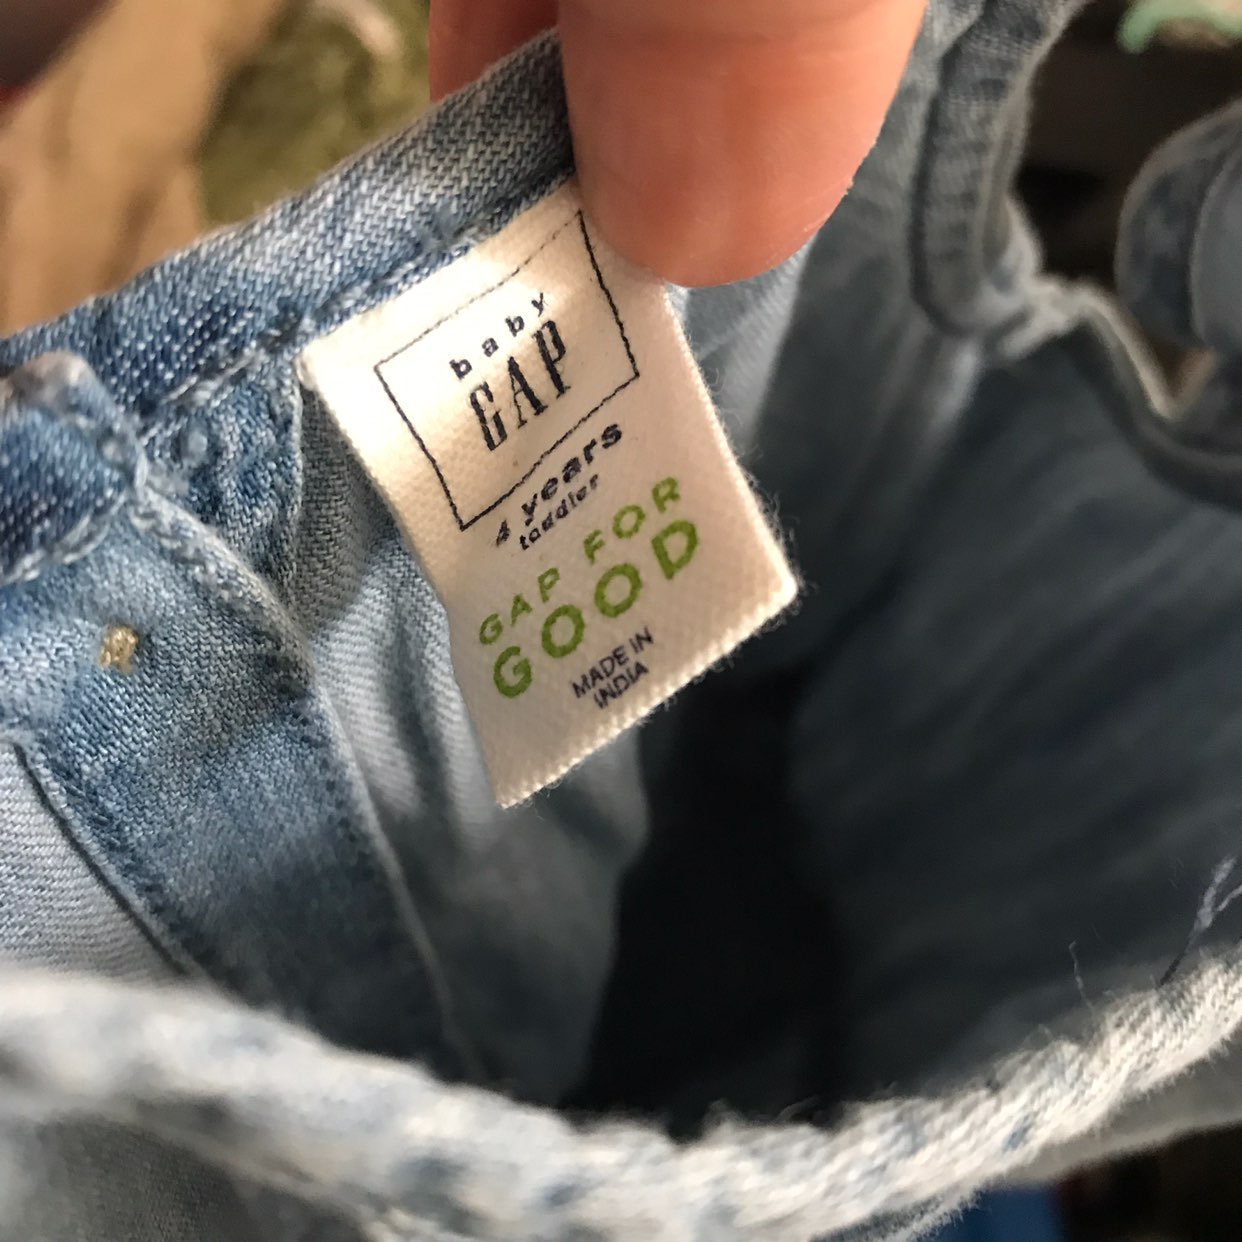 baby
GAP
4 years
toddler
GAP FOR
GOOD
MADE IN
INDIA